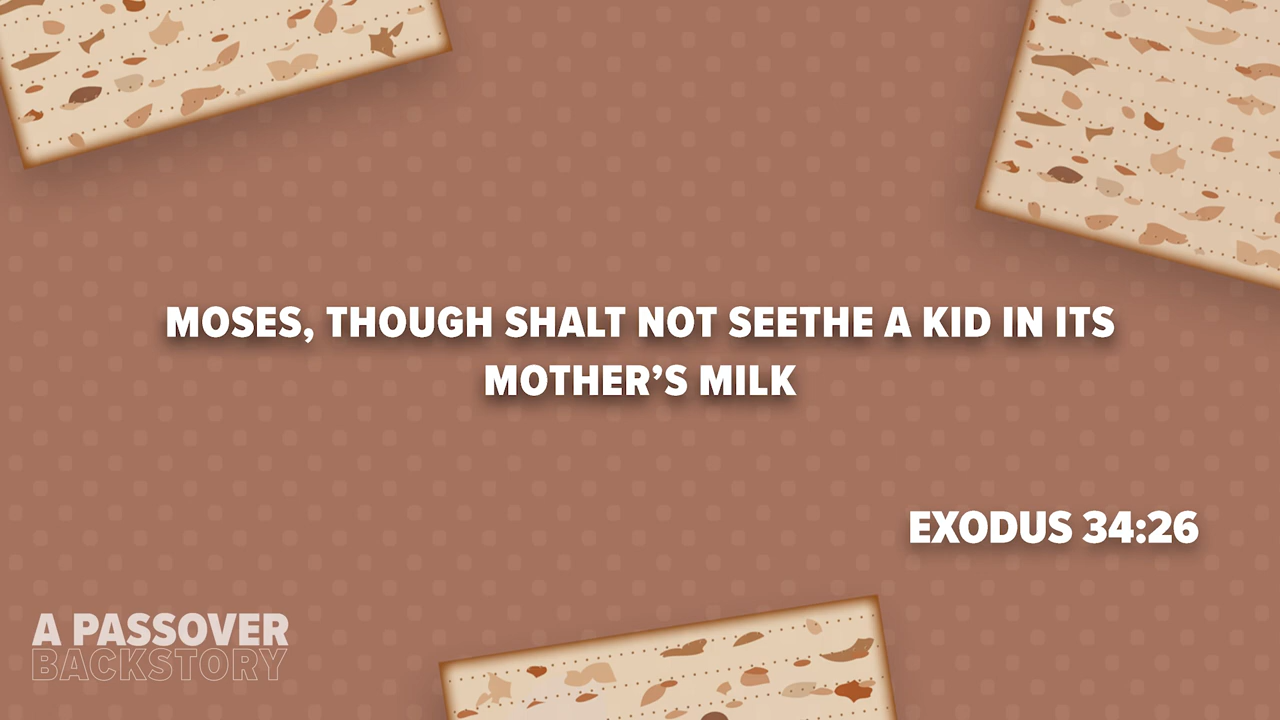 MOSES, THOUGH SHALT NOT SEETHE A KID IN ITS
MOTHER’S MILK
EXODUS 34:26
A PASSOVER
BACKSTORY